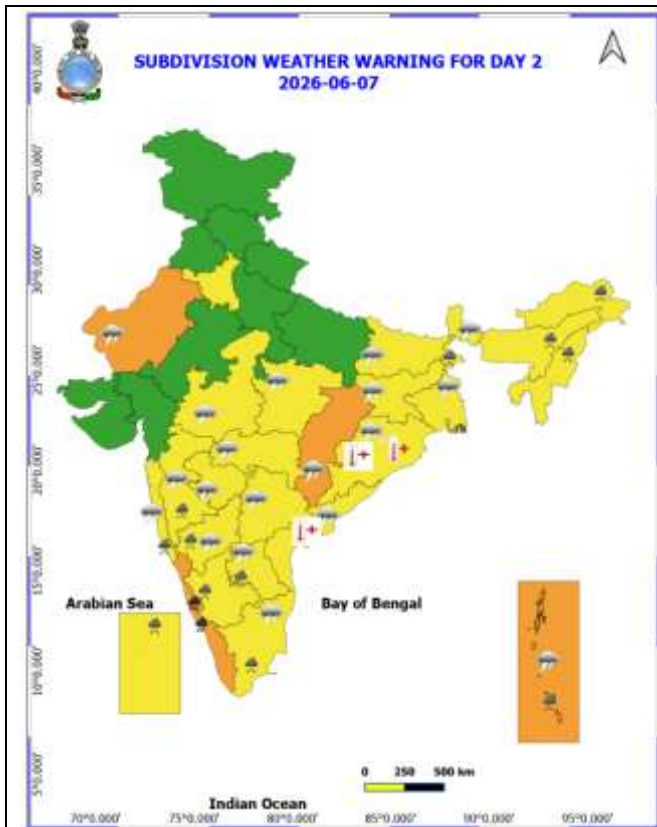 SUBDIVISION WEATHER WARNING FOR DAY 2
2026-06-07
40°0.000'
35°0.000'
30°0.000'
25°0.000'
20°0.000'
15°0.000'
10°0.000'
5°0.000'
Arabian Sea
Bay of Bengal
0 250 500 km
Indian Ocean
70°0.000' 75°0.000' 80°0.000' 85°0.000' 90°0.000' 95°0.000'